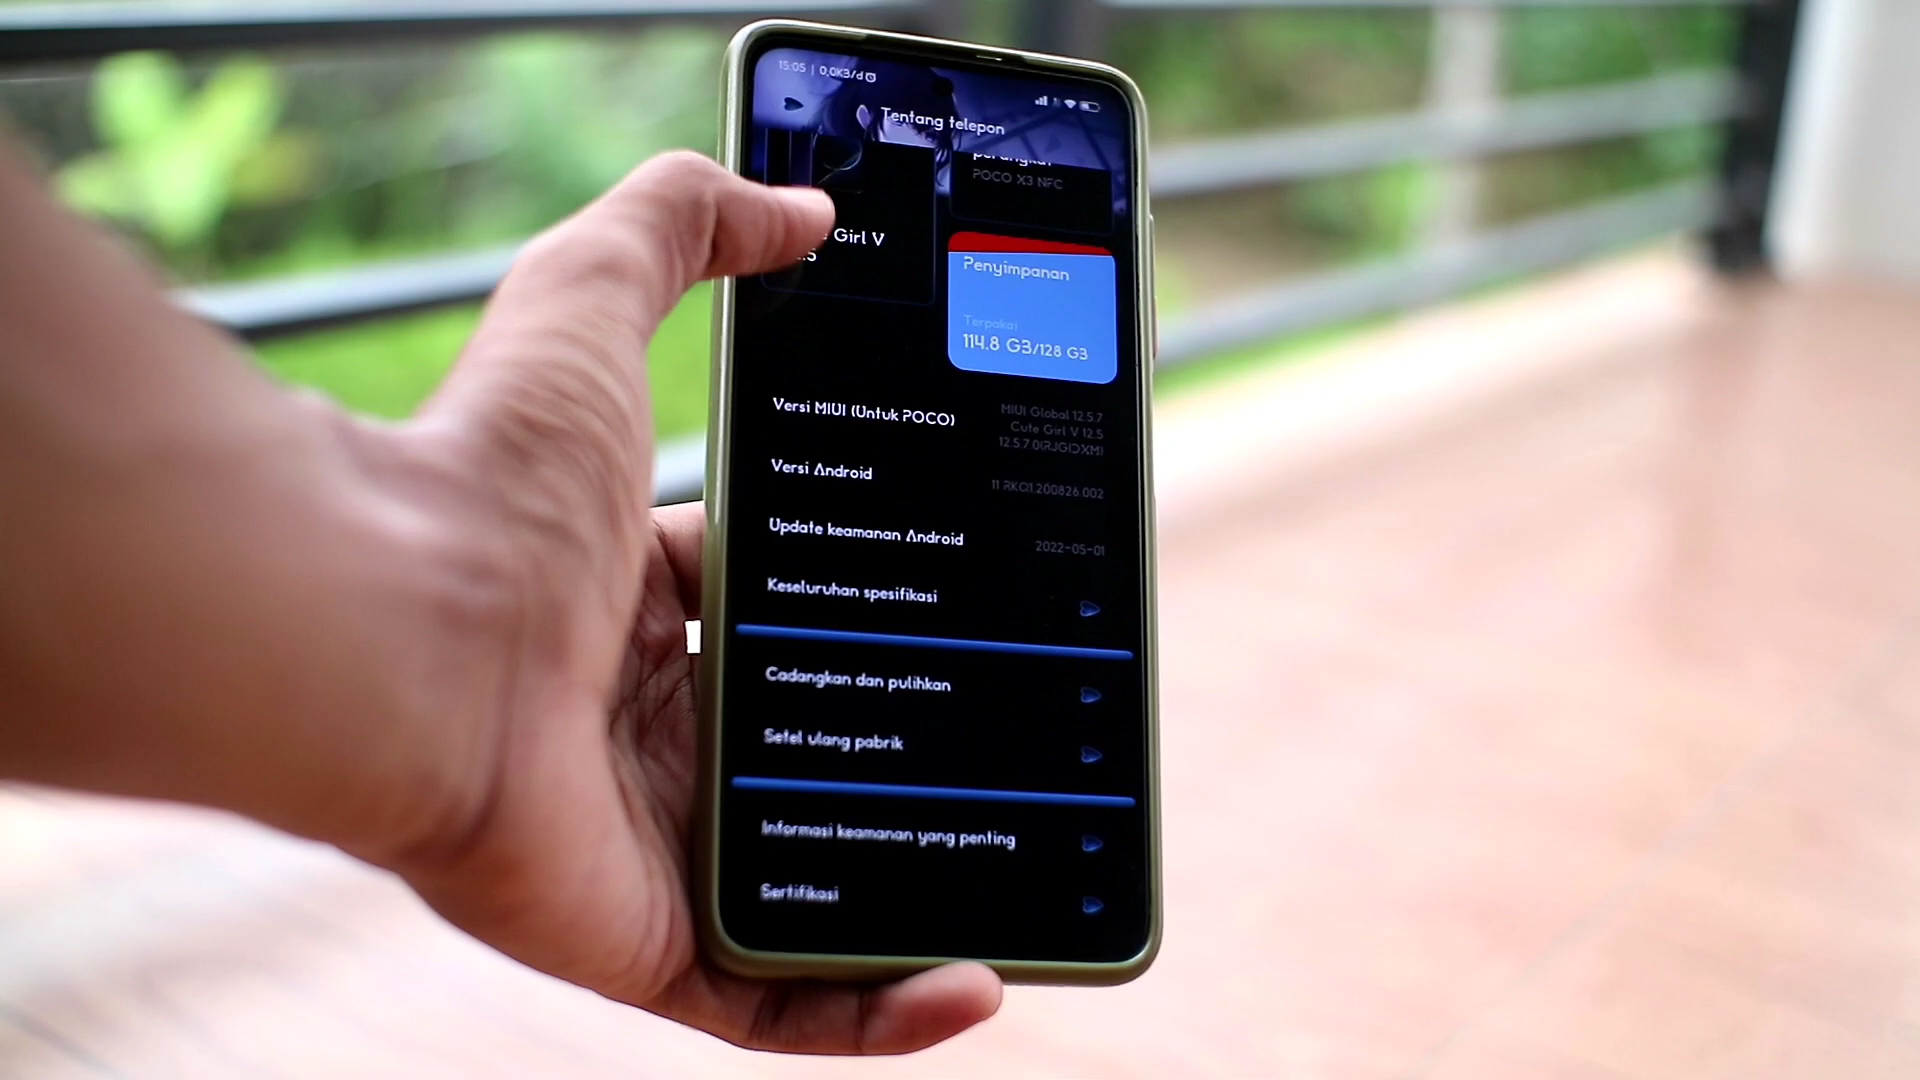 15:05 | 0,0KB/d
Tentang telepon
perangkat
POCO X3 NFC
Girl V
.5
Penyimpanan
Terpakai
114.8 GB/128 GB
Versi MIUI (Untuk POCO)
MIUI Global 12.5.7
Cute Girl V 12.5
12.5.7.0(RJGIDXM)
Versi Android
11 RKQ1.200826.002
Update keamanan Android
2022-05-01
Keseluruhan spesifikasi
Cadangkan dan pulihkan
Setel ulang pabrik
Informasi keamanan yang penting
Sertifikasi